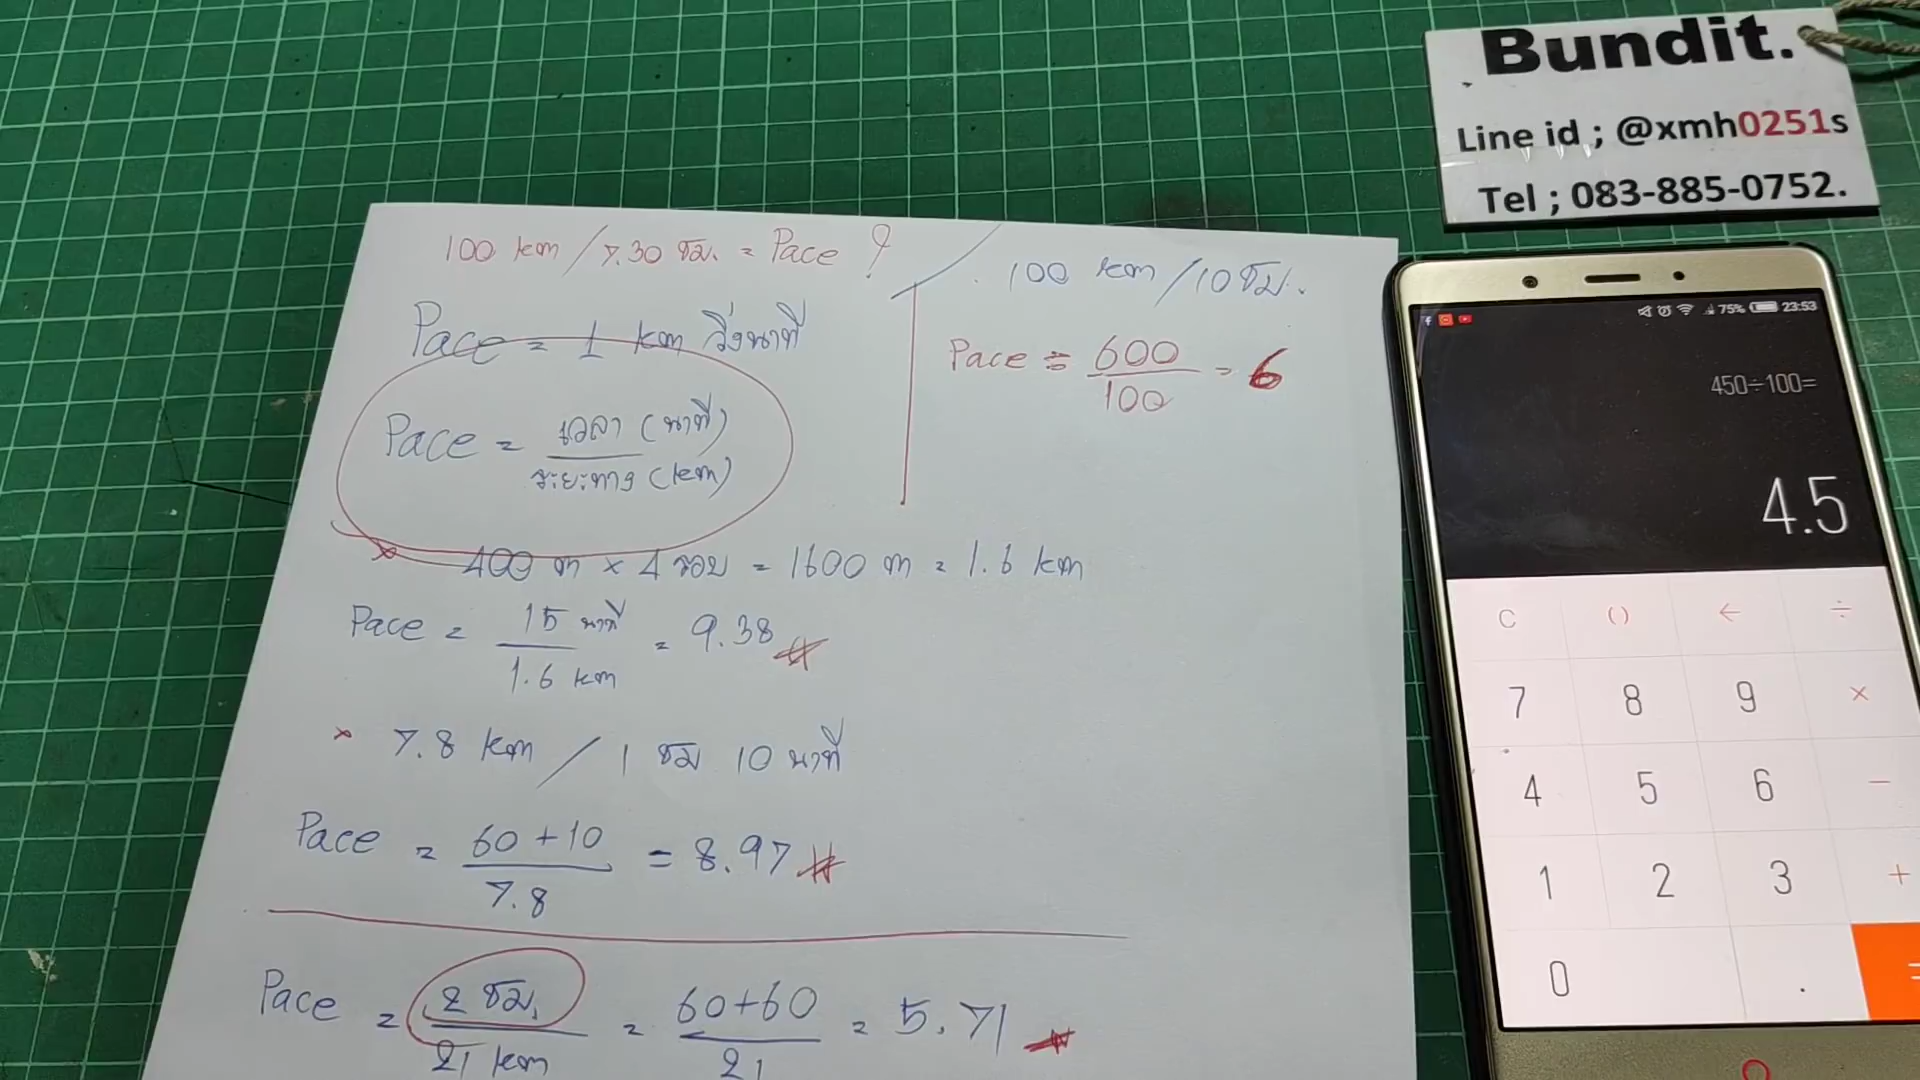 Bundit.
Line id ; @xmh0251s
Tel ; 083-885-0752.
100 km / 7.30 ชม. = Pace ?
Pace = 1 km วิ่งนาที
Pace = เวลา (นาที)
ระยะทาง (km)
100 km / 10 ชม.
Pace = 600 = 6
100
× 400 m × 4 รอบ = 1600 m = 1.6 km
Pace = 15 นาที = 9.38
1.6 km
× 7.8 km / 1 ชม 10 นาที
Pace = 60 + 10 = 8.97
7.8
Pace = 2 ชม. = 60+60 = 5.71
21 km 21
75% 23:53
450÷100=
4.5
C () ← ÷
7 8 9 ×
4 5 6 −
1 2 3 +
0 . =